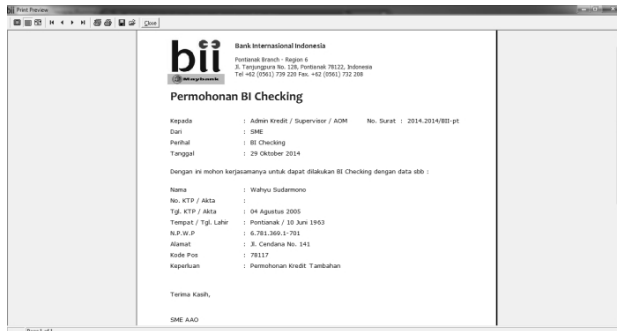 Print Preview
Close
bii
Maybank
Bank Internasional Indonesia
Pontianak Branch - Region 6
Jl. Tanjungpura No. 128, Pontianak 78122, Indonesia
Tel +62 (0561) 739 220 Fax. +62 (0561) 732 208
Permohonan BI Checking
Kepada : Admin Kredit / Supervisor / AOM No. Surat : 2014.2014/BII-pt
Dari : SME
Perihal : BI Checking
Tanggal : 29 Oktober 2014
Dengan ini mohon kerjasamanya untuk dapat dilakukan BI Checking dengan data sbb :
Nama : Wahyu Sudarmono
No. KTP / Akta :
Tgl. KTP / Akta : 04 Agustus 2005
Tempat / Tgl. Lahir : Pontianak / 10 Juni 1963
N.P.W.P : 6.781.369.1-701
Alamat : Jl. Cendana No. 141
Kode Pos : 78117
Keperluan : Permohonan Kredit Tambahan
Terima Kasih,
SME AAO
Page 1 of 1